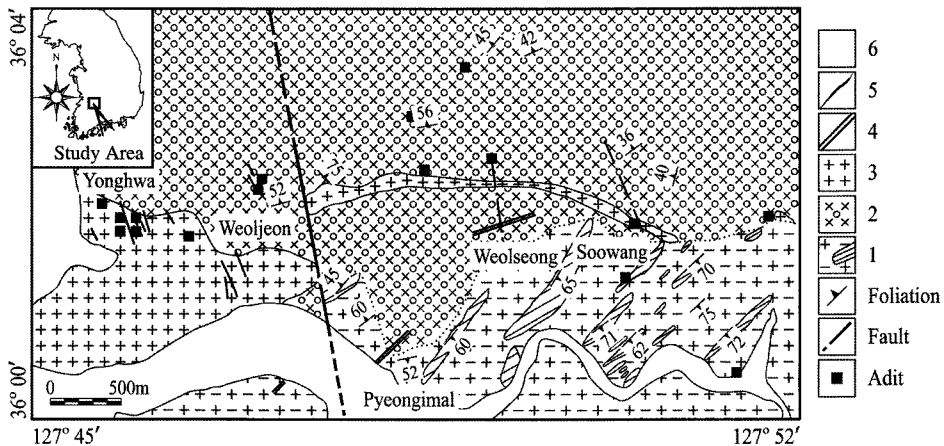 36° 04′
N
Study Area
Yonghwa
Weoljeon
Weolseong
Soowang
Pyeongimal
45
42
56
36
40
52
45
60
65
70
75
71
62
72
60
52
36° 00′
0 500m
127° 45′
127° 52′
6
5
4
3
2
1
Foliation
Fault
Adit